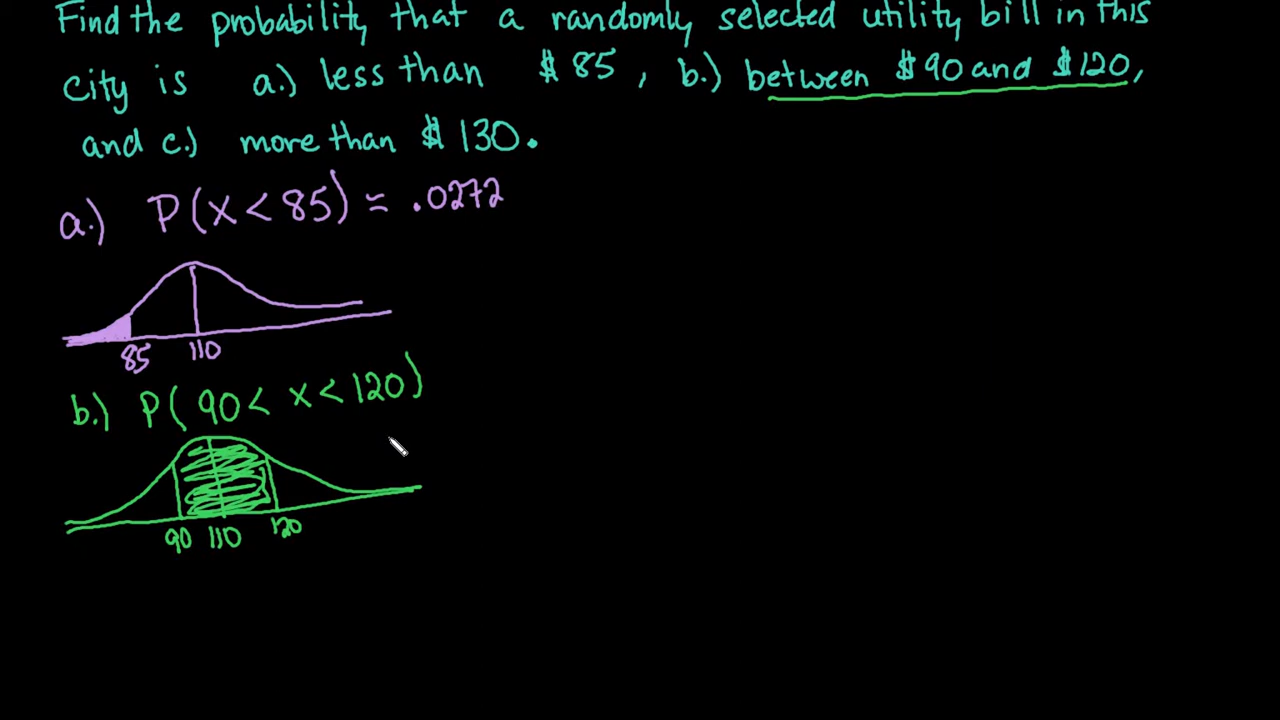 Find the probability that a randomly selected utility bill in this
city is a.) less than $85, b.) between $90 and $120,
and c.) more than $130.
a.) P(x < 85) ≈ .0272
85 110
b.) P( 90 < x < 120)
90 110 120